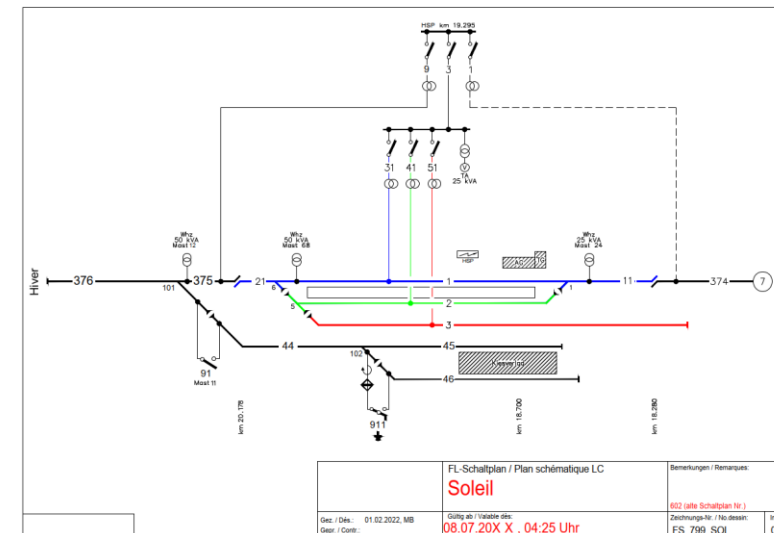 HSP km 19.295
9 3 1
31 41 51
TA
25 kVA
Whz
50 kVA
Mast 12
Whz
50 kVA
Mast 68
HSP
AC
TG
Whz
25 kVA
Mast 24
Hiver
376 375 21 1 11 374 7
101 6 1
5 2
3
44 45
102
91
Mast 11
46
911
km 20.178
km 18.700
km 18.280
FL-Schaltplan / Plan schématique LC
Soleil
Bemerkungen / Remarques:
602 (alte Schaltplan Nr.)
Gez. / Dés.: 01.02.2022, MB
Gepr. / Contr.:
Gültig ab / Valable dès:
08.07.20X X , 04:25 Uhr
Zeichnungs-Nr. / No.dessin:
ES 799 SOL